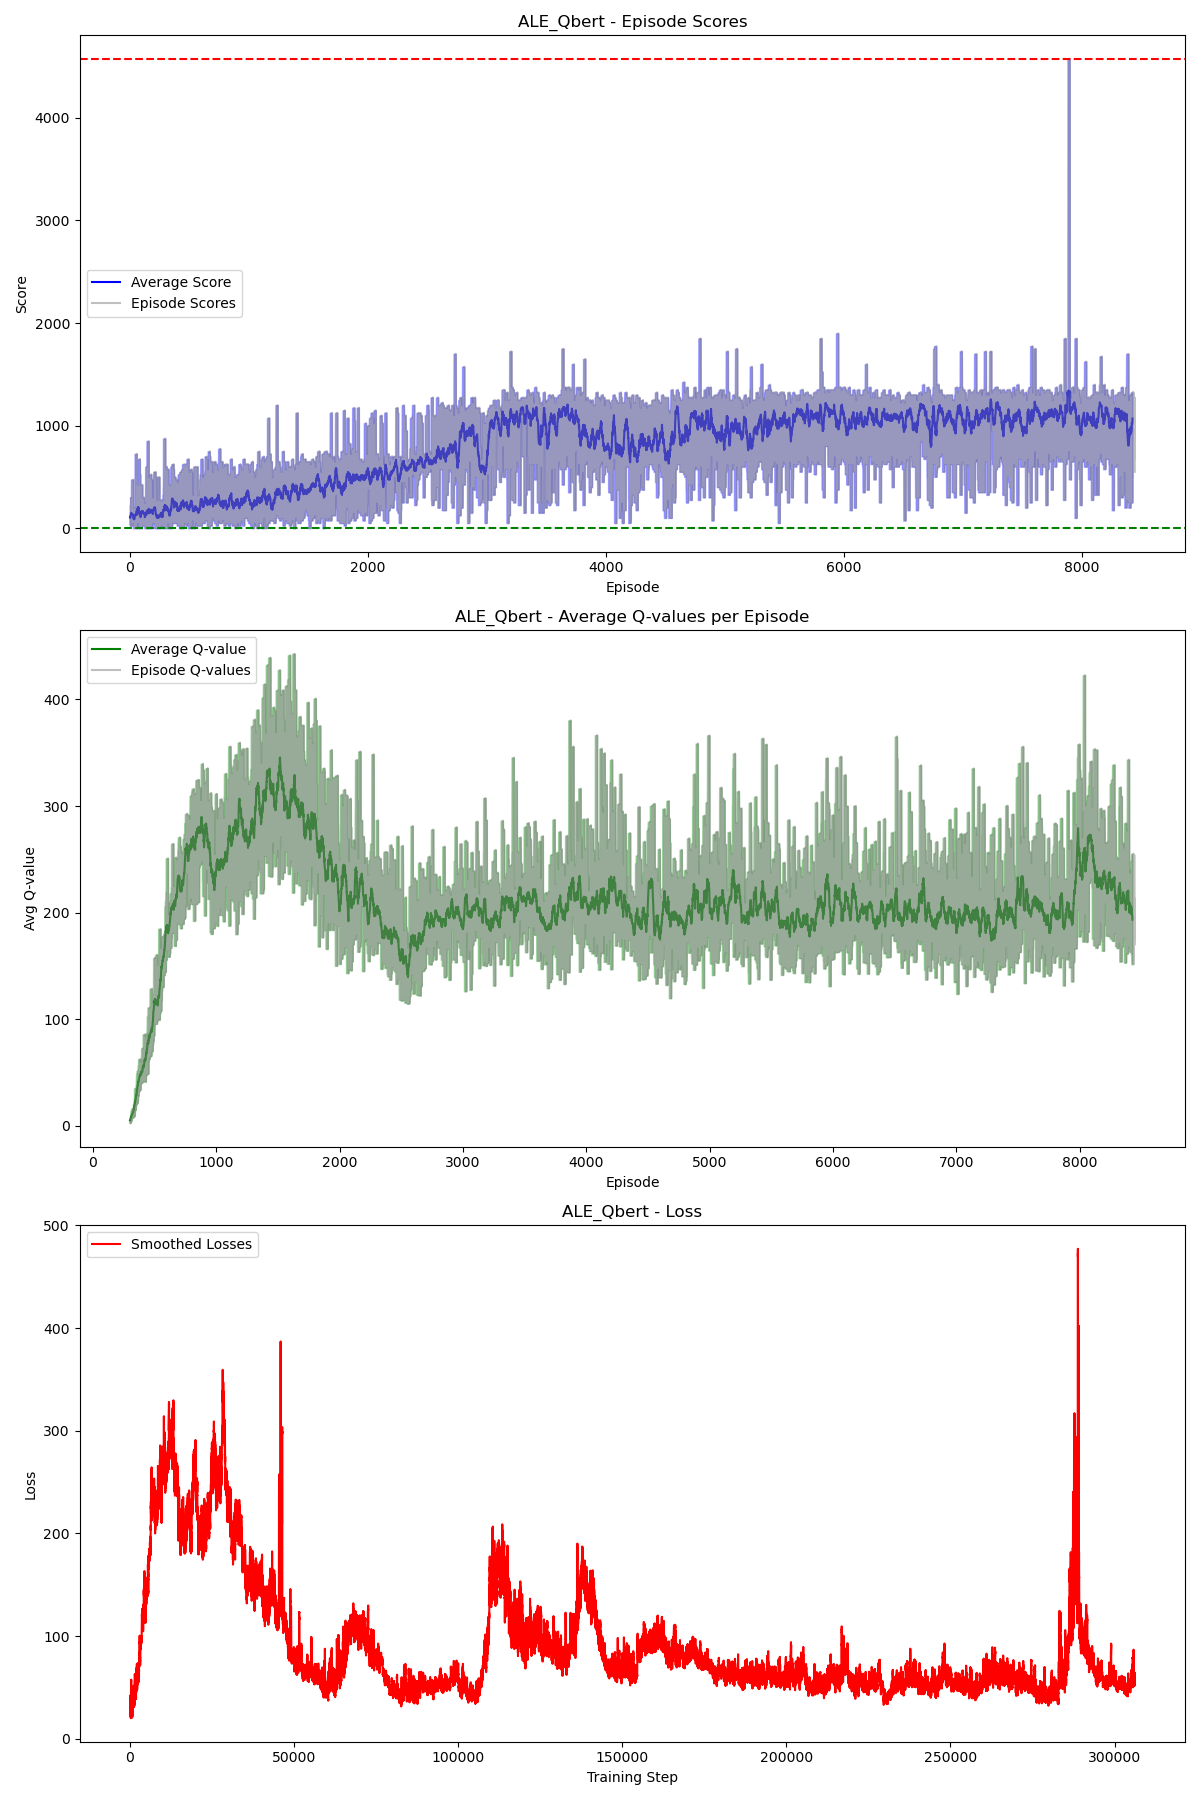 ALE_Qbert - Episode Scores
4000
3000
2000
1000
0
Score
Average Score
Episode Scores
0 2000 4000 6000 8000
Episode
ALE_Qbert - Average Q-values per Episode
400
300
200
100
0
Avg Q-value
Average Q-value
Episode Q-values
0 1000 2000 3000 4000 5000 6000 7000 8000
Episode
ALE_Qbert - Loss
500
400
300
200
100
0
Loss
Smoothed Losses
0 50000 100000 150000 200000 250000 300000
Training Step